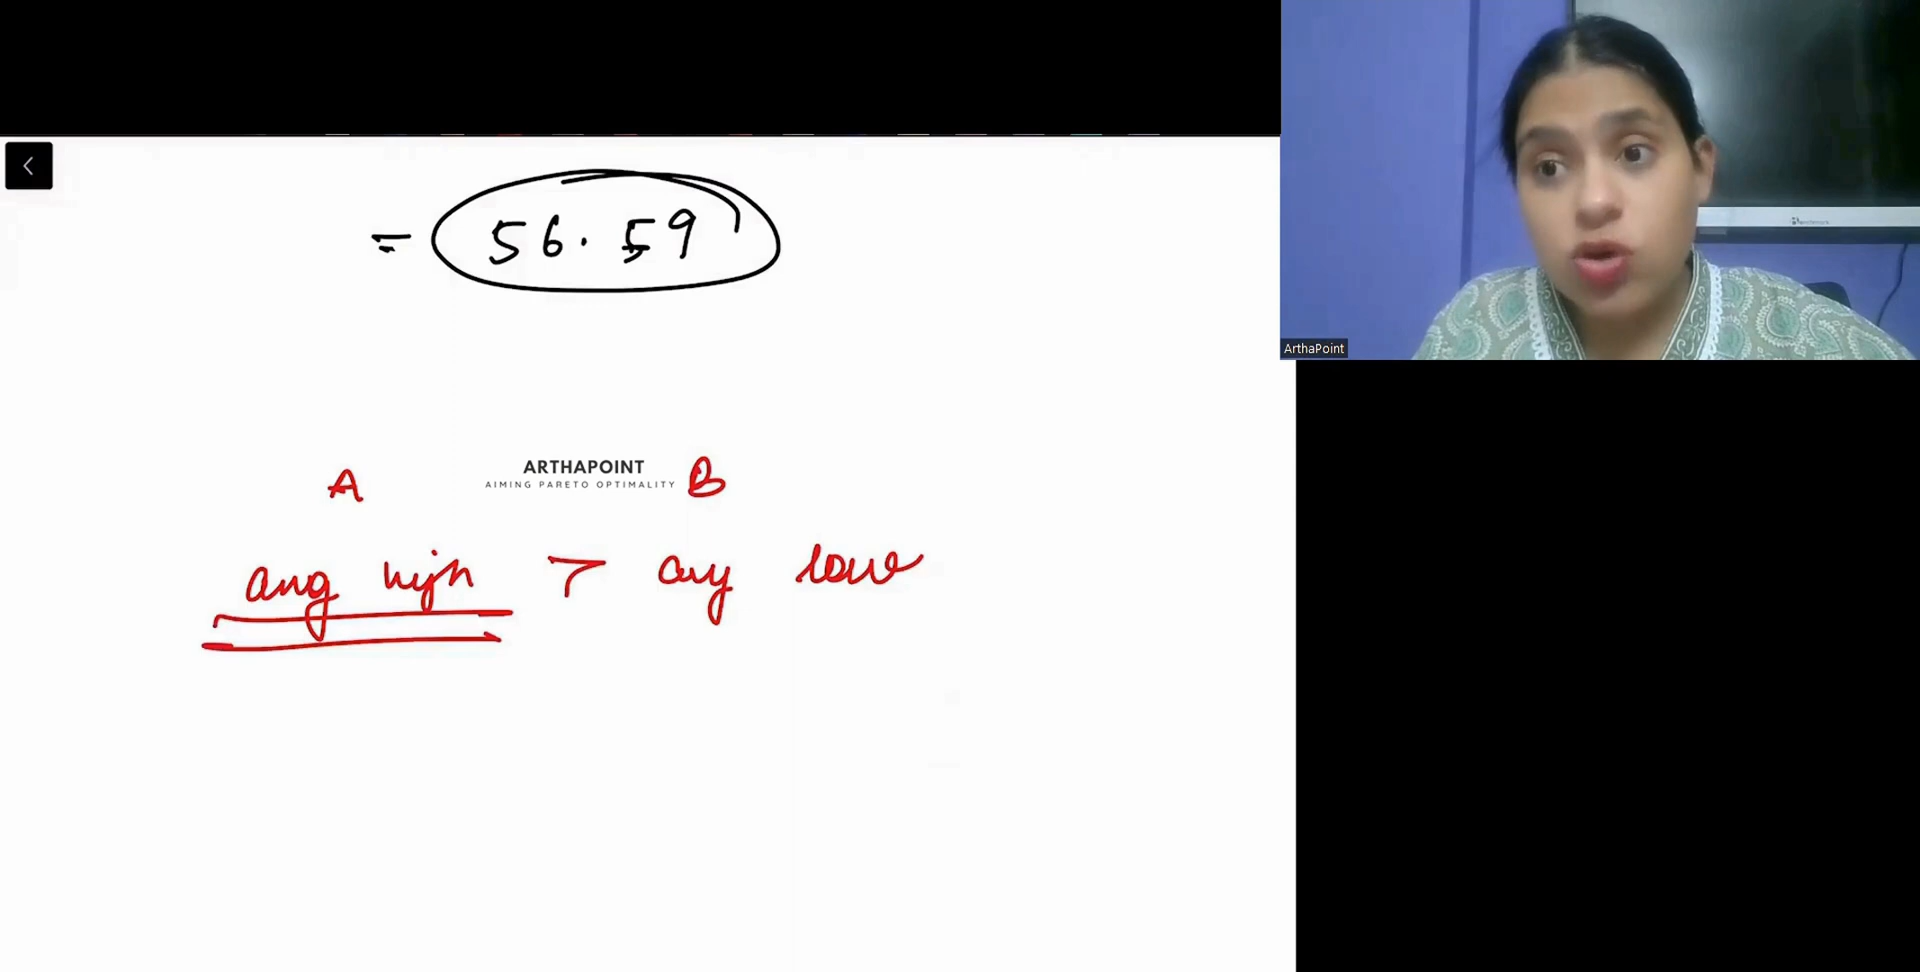 = 56.59
ARTHAPOINT
AIMING PARETO OPTIMALITY
A B
avg high > avg low
ArthaPoint